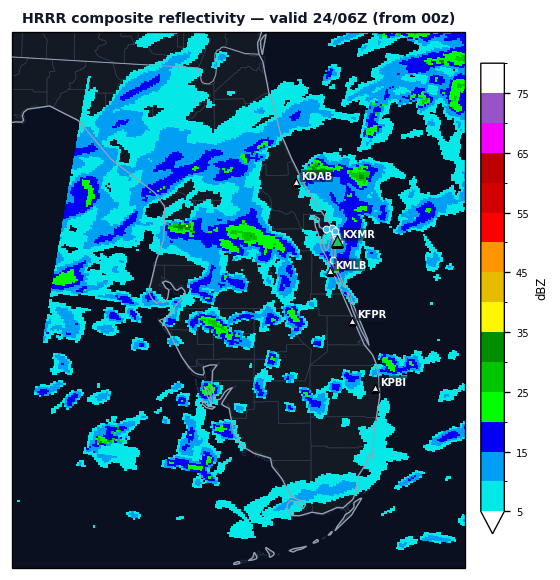 HRRR composite reflectivity — valid 24/06Z (from 00z)
75
65
55
45
35
25
15
5
dBZ
KDAB
KXMR
KMLB
KFPR
KPBI